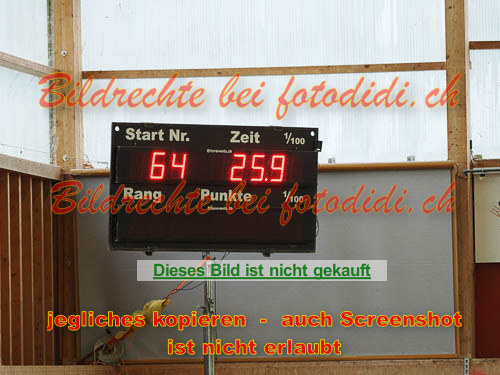 Bildrechte bei fotodidi.ch
Start Nr. Zeit 1/100
64 25.9
Bildrechte bei fotodidi.ch
Rang Punkte 1/100
Dieses Bild ist nicht gekauft
jegliches kopieren - auch Screenshot
ist nicht erlaubt